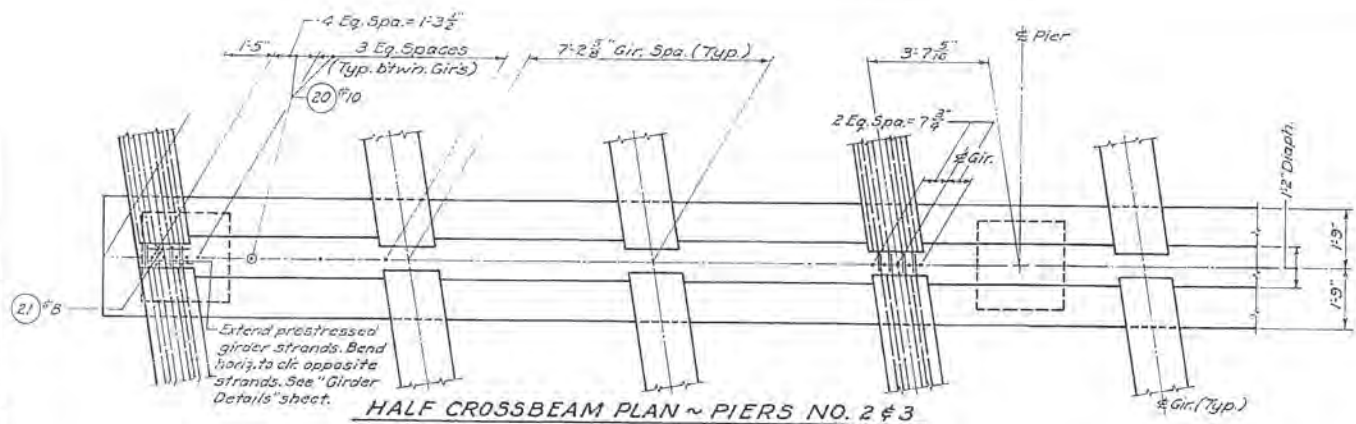 4 Eq. Spa. = 1'-3½"
1'-5"
3 Eq. Spaces
(Typ. b'twn. Gir's)
20 #10
7'-2⅜" Gir. Spa. (Typ.)
3'-7 5/16"
℄ Pier
2 Eq. Spa. = 7¾"
℄ Gir.
1'-2" Diaph.
1'-9"
1'-9"
21 #8
Extend prestressed
girder strands. Bend
horiz. to clr. opposite
strands. See "Girder
Details" sheet.
℄ Gir. (Typ.)
HALF CROSSBEAM PLAN ~ PIERS NO. 2 & 3